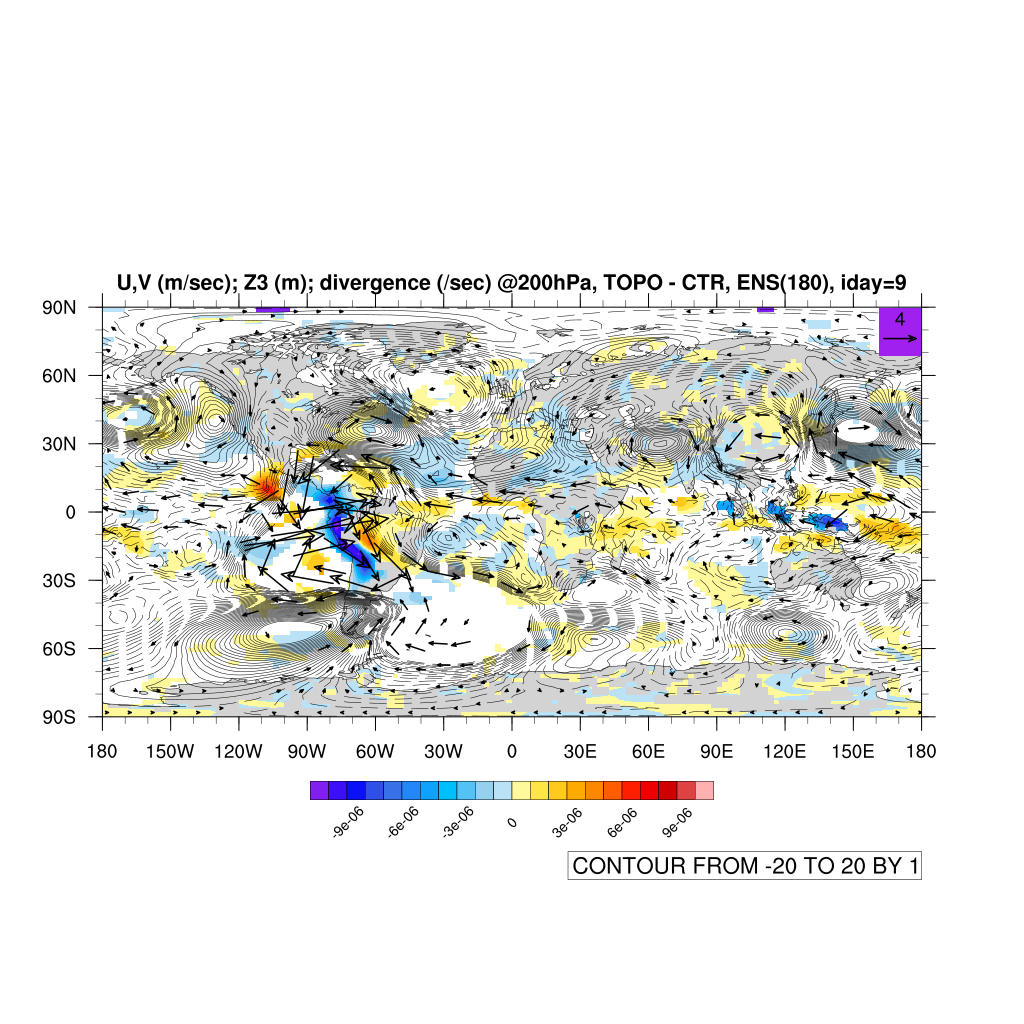 U,V (m/sec); Z3 (m); divergence (/sec) @200hPa, TOPO - CTR, ENS(180), iday=9
4
90N
60N
30N
0
30S
60S
90S
180 150W 120W 90W 60W 30W 0 30E 60E 90E 120E 150E 180
-9e-06 -6e-06 -3e-06 0 3e-06 6e-06 9e-06
CONTOUR FROM -20 TO 20 BY 1